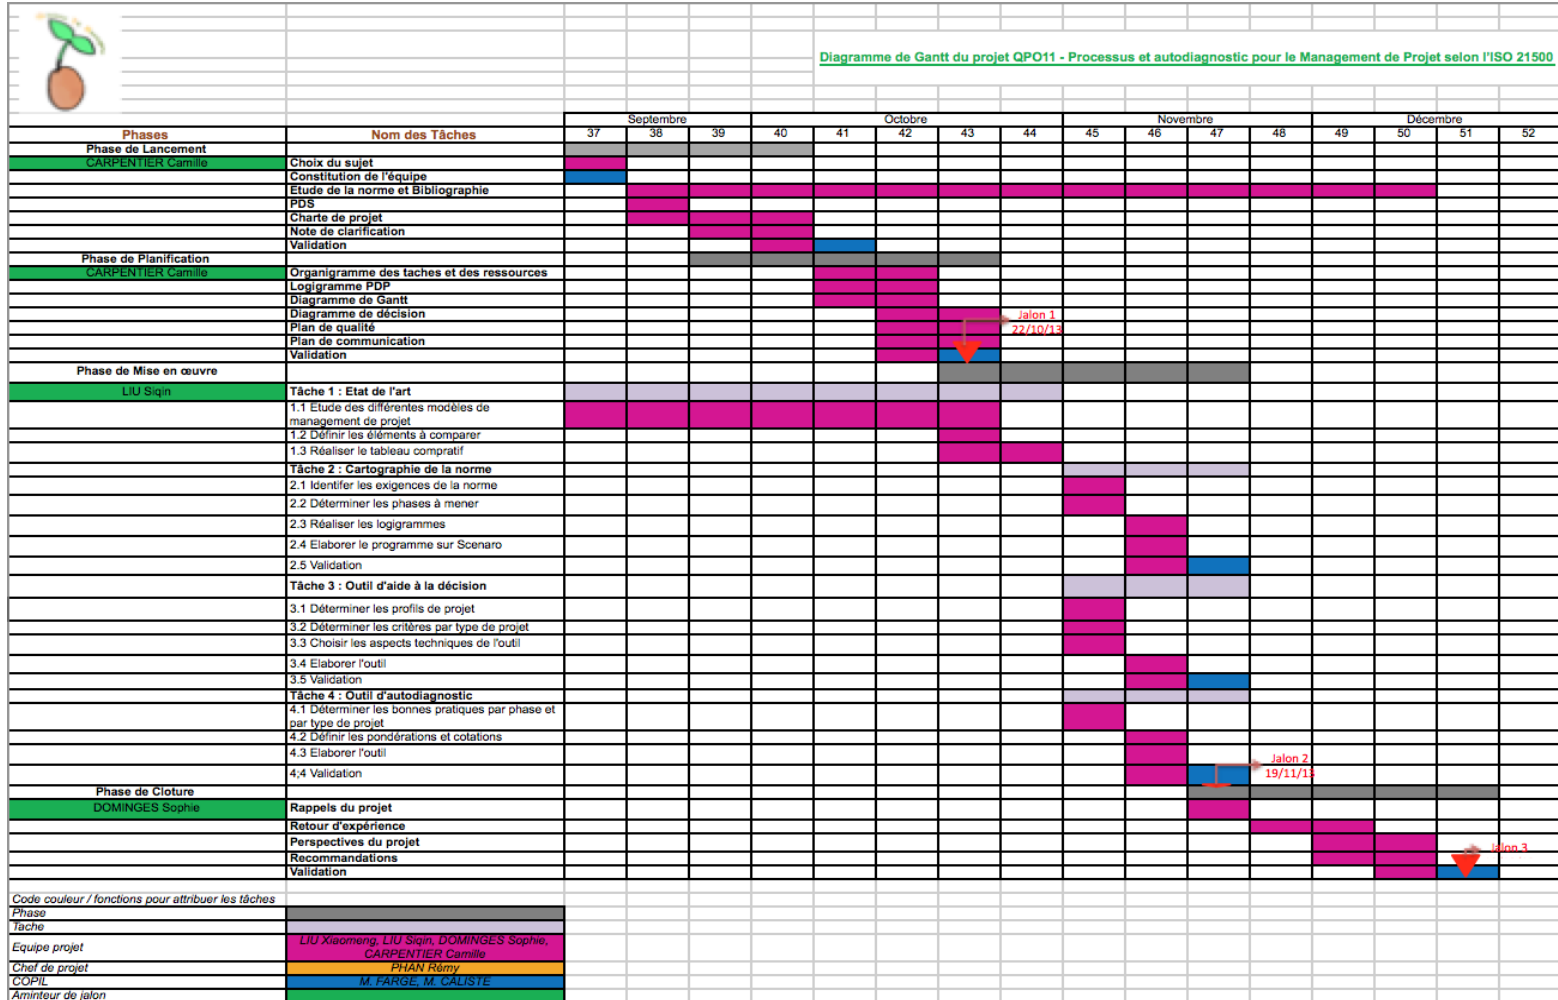 Diagramme de Gantt du projet QPO11 - Processus et autodiagnostic pour le Management de Projet selon l'ISO 21500
Septembre Octobre Novembre Décembre
Phases Nom des Tâches 37 38 39 40 41 42 43 44 45 46 47 48 49 50 51 52
Phase de Lancement
CARPENTIER Camille Choix du sujet
Constitution de l'équipe
Etude de la norme et Bibliographie
PDS
Charte de projet
Note de clarification
Validation
Phase de Planification
CARPENTIER Camille Organigramme des taches et des ressources
Logigramme PDP
Diagramme de Gantt
Diagramme de décision Jalon 1
Plan de qualité 22/10/13
Plan de communication
Validation
Phase de Mise en œuvre
LIU Siqin Tâche 1 : Etat de l'art
1.1 Etude des différentes modèles de
management de projet
1.2 Définir les éléments à comparer
1.3 Réaliser le tableau compratif
Tâche 2 : Cartographie de la norme
2.1 Identifer les exigences de la norme
2.2 Déterminer les phases à mener
2.3 Réaliser les logigrammes
2.4 Elaborer le programme sur Scenaro
2.5 Validation
Tâche 3 : Outil d'aide à la décision
3.1 Déterminer les profils de projet
3.2 Déterminer les critères par type de projet
3.3 Choisir les aspects techniques de l'outil
3.4 Elaborer l'outil
3.5 Validation
Tâche 4 : Outil d'autodiagnostic
4.1 Déterminer les bonnes pratiques par phase et
par type de projet
4.2 Définir les pondérations et cotations
4.3 Elaborer l'outil Jalon 2
4;4 Validation 19/11/13
Phase de Cloture
DOMINGES Sophie Rappels du projet
Retour d'expérience
Perspectives du projet Jalon 3
Recommandations
Validation
Code couleur / fonctions pour attribuer les tâches
Phase
Tache
Equipe projet LIU Xiaomeng, LIU Siqin, DOMINGES Sophie,
CARPENTIER Camille
Chef de projet PHAN Rémy
COPIL M. FARGE, M. CALISTE
Aminteur de jalon